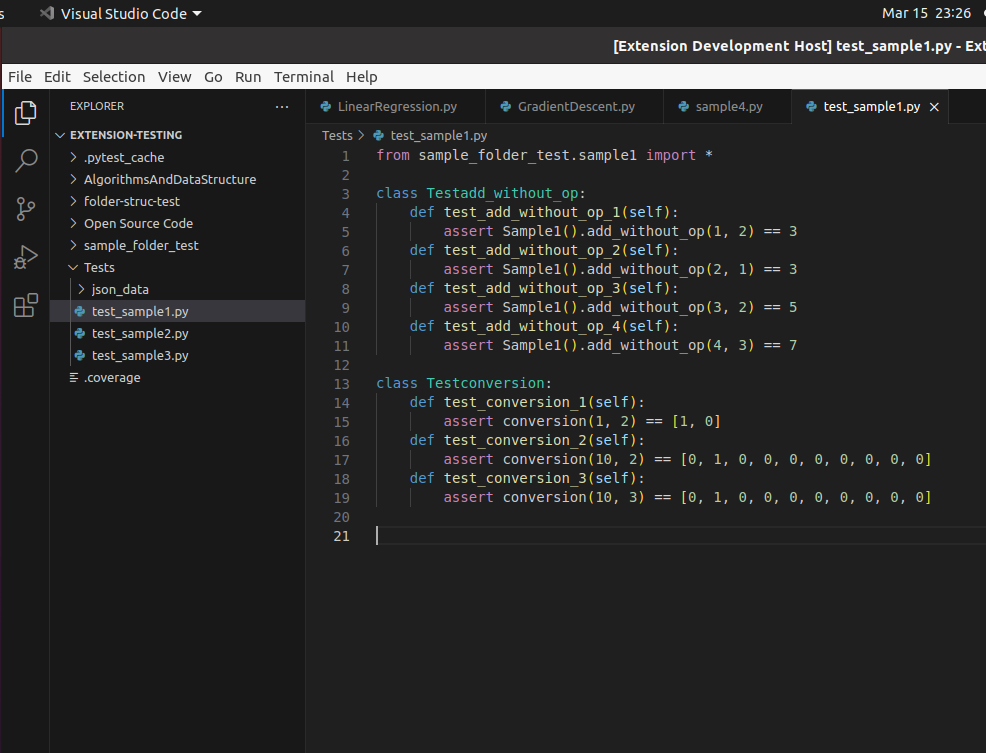 s Visual Studio Code Mar 15 23:26
[Extension Development Host] test_sample1.py - Ext
File Edit Selection View Go Run Terminal Help
EXPLORER ...
EXTENSION-TESTING
.pytest_cache
AlgorithmsAndDataStructure
folder-struc-test
Open Source Code
sample_folder_test
Tests
json_data
test_sample1.py
test_sample2.py
test_sample3.py
.coverage
LinearRegression.py GradientDescent.py sample4.py test_sample1.py
Tests > test_sample1.py
1 from sample_folder_test.sample1 import *
2
3 class Testadd_without_op:
4     def test_add_without_op_1(self):
5         assert Sample1().add_without_op(1, 2) == 3
6     def test_add_without_op_2(self):
7         assert Sample1().add_without_op(2, 1) == 3
8     def test_add_without_op_3(self):
9         assert Sample1().add_without_op(3, 2) == 5
10     def test_add_without_op_4(self):
11         assert Sample1().add_without_op(4, 3) == 7
12
13 class Testconversion:
14     def test_conversion_1(self):
15         assert conversion(1, 2) == [1, 0]
16     def test_conversion_2(self):
17         assert conversion(10, 2) == [0, 1, 0, 0, 0, 0, 0, 0, 0, 0]
18     def test_conversion_3(self):
19         assert conversion(10, 3) == [0, 1, 0, 0, 0, 0, 0, 0, 0, 0]
20
21